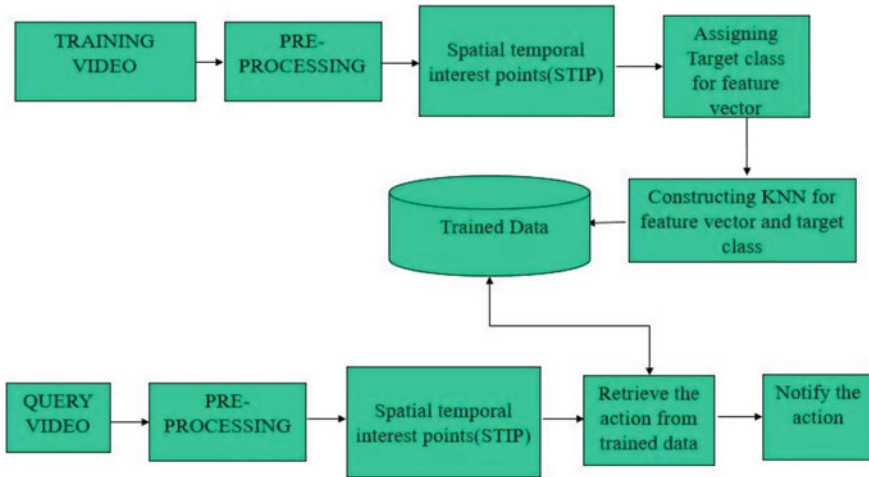 TRAINING
VIDEO
PRE-
PROCESSING
Spatial temporal
interest points(STIP)
Assigning
Target class
for feature
vector
Constructing KNN for
feature vector and target
class
Trained Data
QUERY
VIDEO
PRE-
PROCESSING
Spatial temporal
interest points(STIP)
Retrieve the
action from
trained data
Notify the
action